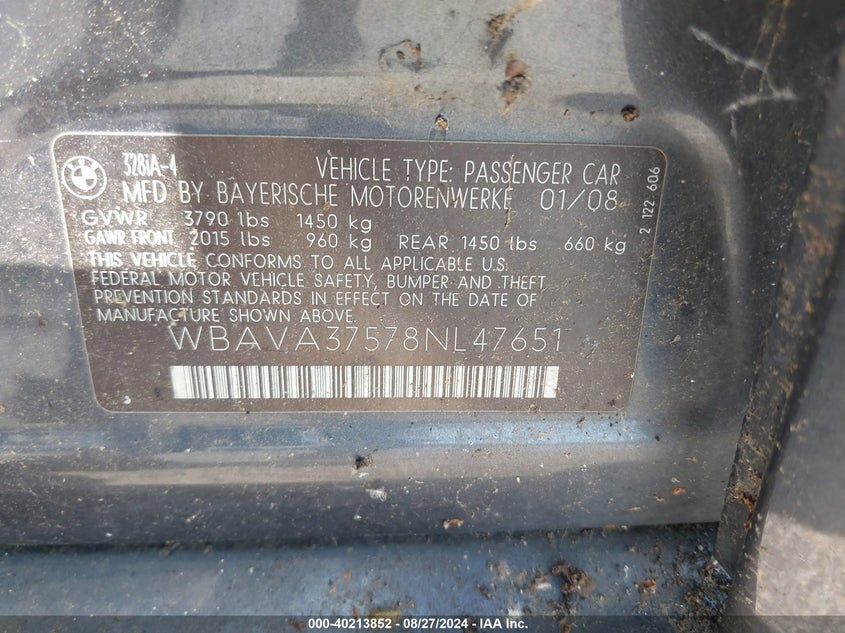 BMW
328iA-4 VEHICLE TYPE: PASSENGER CAR
MFD BY BAYERISCHE MOTORENWERKE 01/08
GVWR 3790 lbs 1450 kg
GAWR FRONT 2015 lbs 960 kg REAR 1450 lbs 660 kg
THIS VEHICLE CONFORMS TO ALL APPLICABLE U.S.
FEDERAL MOTOR VEHICLE SAFETY, BUMPER AND THEFT
PREVENTION STANDARDS IN EFFECT ON THE DATE OF
MANUFACTURE SHOWN ABOVE.
WBAVA37578NL47651
2 122 606
000-40213852 - 08/27/2024 - IAA Inc.